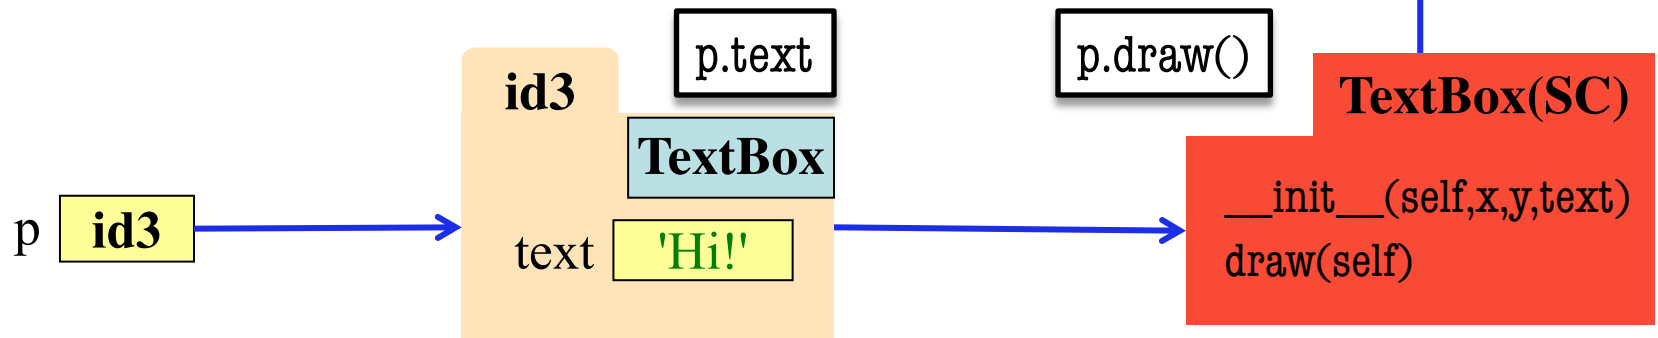 p.text
p.draw()
id3
TextBox(SC)
TextBox
__init__(self,x,y,text)
p id3
text 'Hi!'
draw(self)